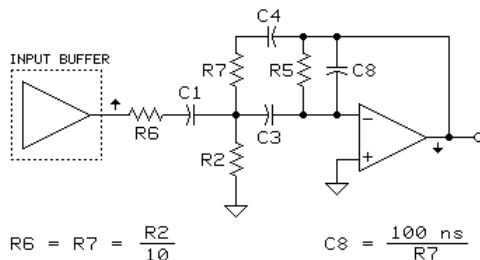 C4
INPUT BUFFER
R7
R5
C8
C1
R6
C3
R2
−
+
R6 = R7 = R2 / 10
C8 = 100 ns / R7